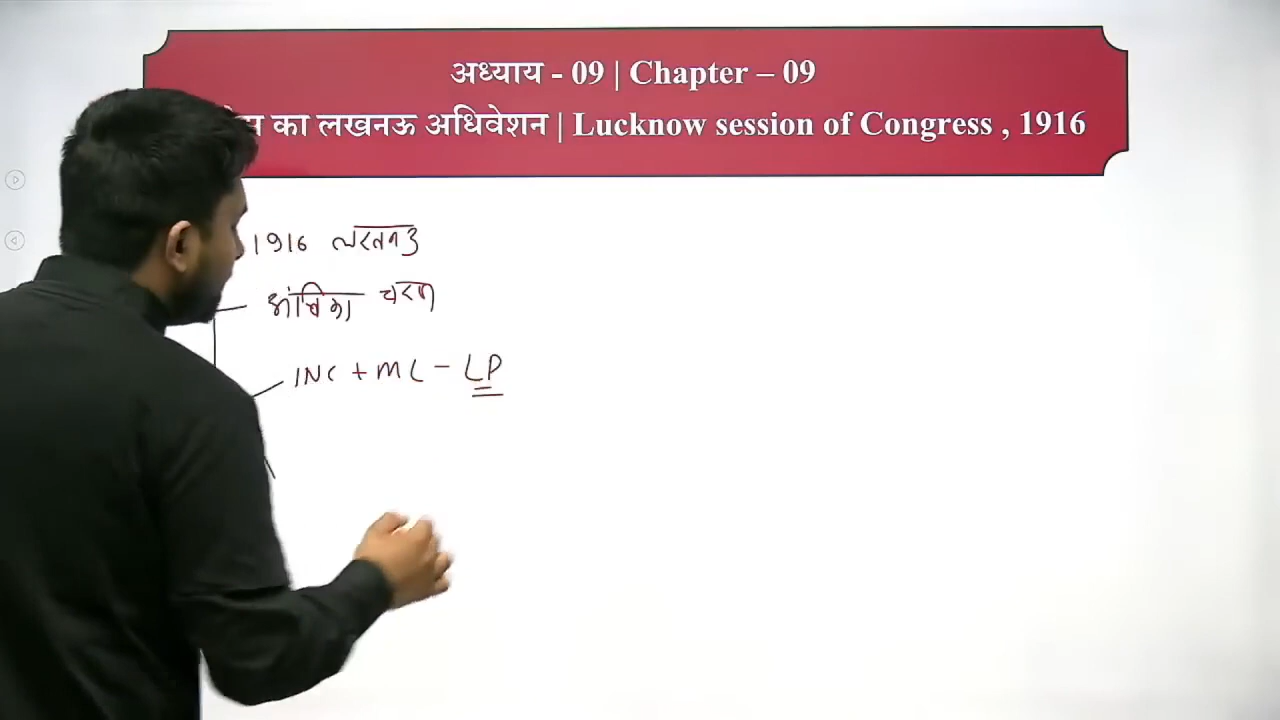 अध्याय - 09 | Chapter – 09
का लखनऊ अधिवेशन | Lucknow session of Congress , 1916
1916 लखनऊ
अंबिका चरण
INC + ML - LP